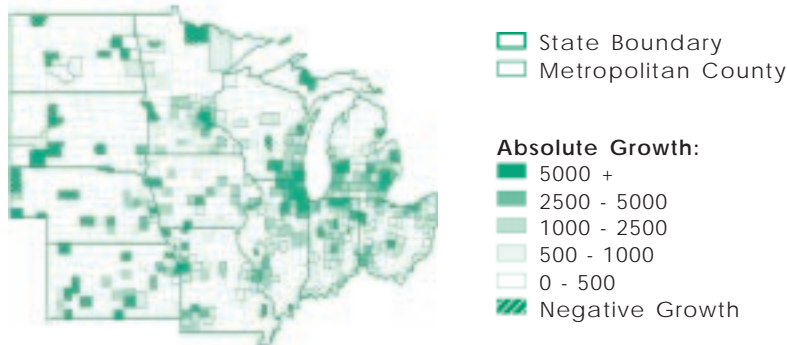 State Boundary
Metropolitan County
Absolute Growth:
5000 +
2500 - 5000
1000 - 2500
500 - 1000
0 - 500
Negative Growth